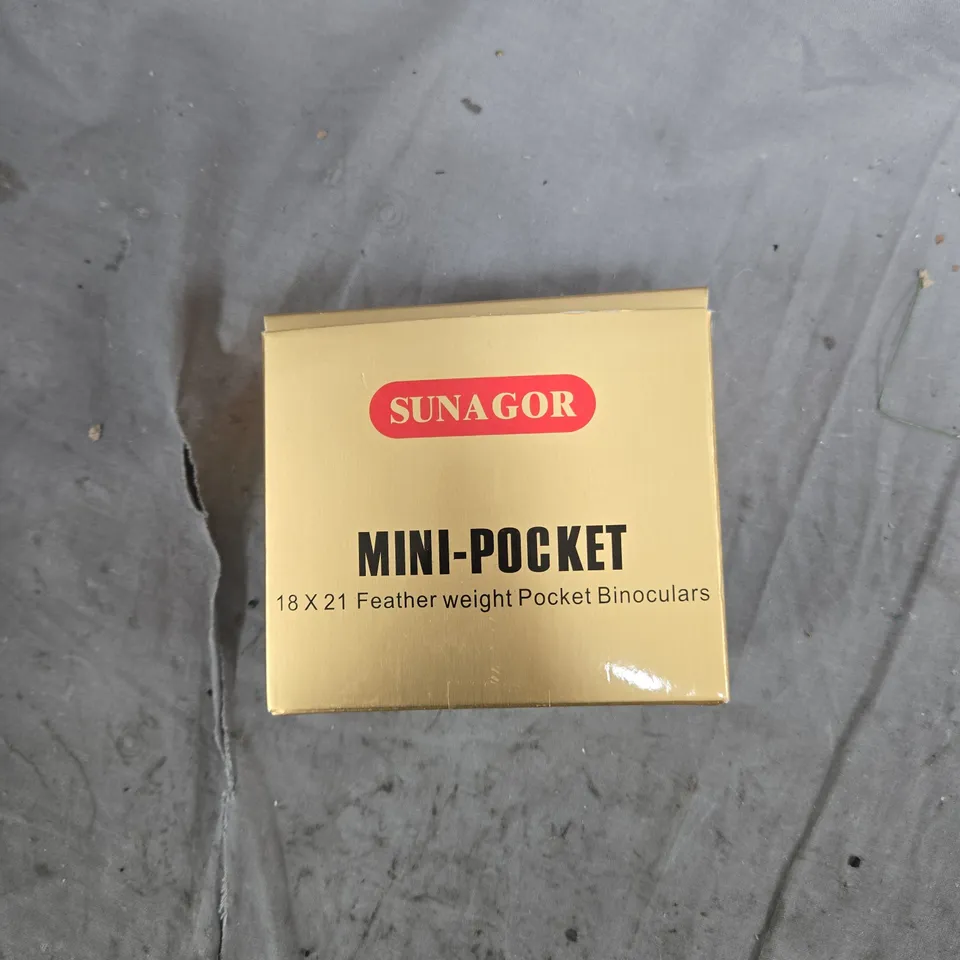 SUNAGOR
MINI-POCKET
18 X 21 Feather weight Pocket Binoculars